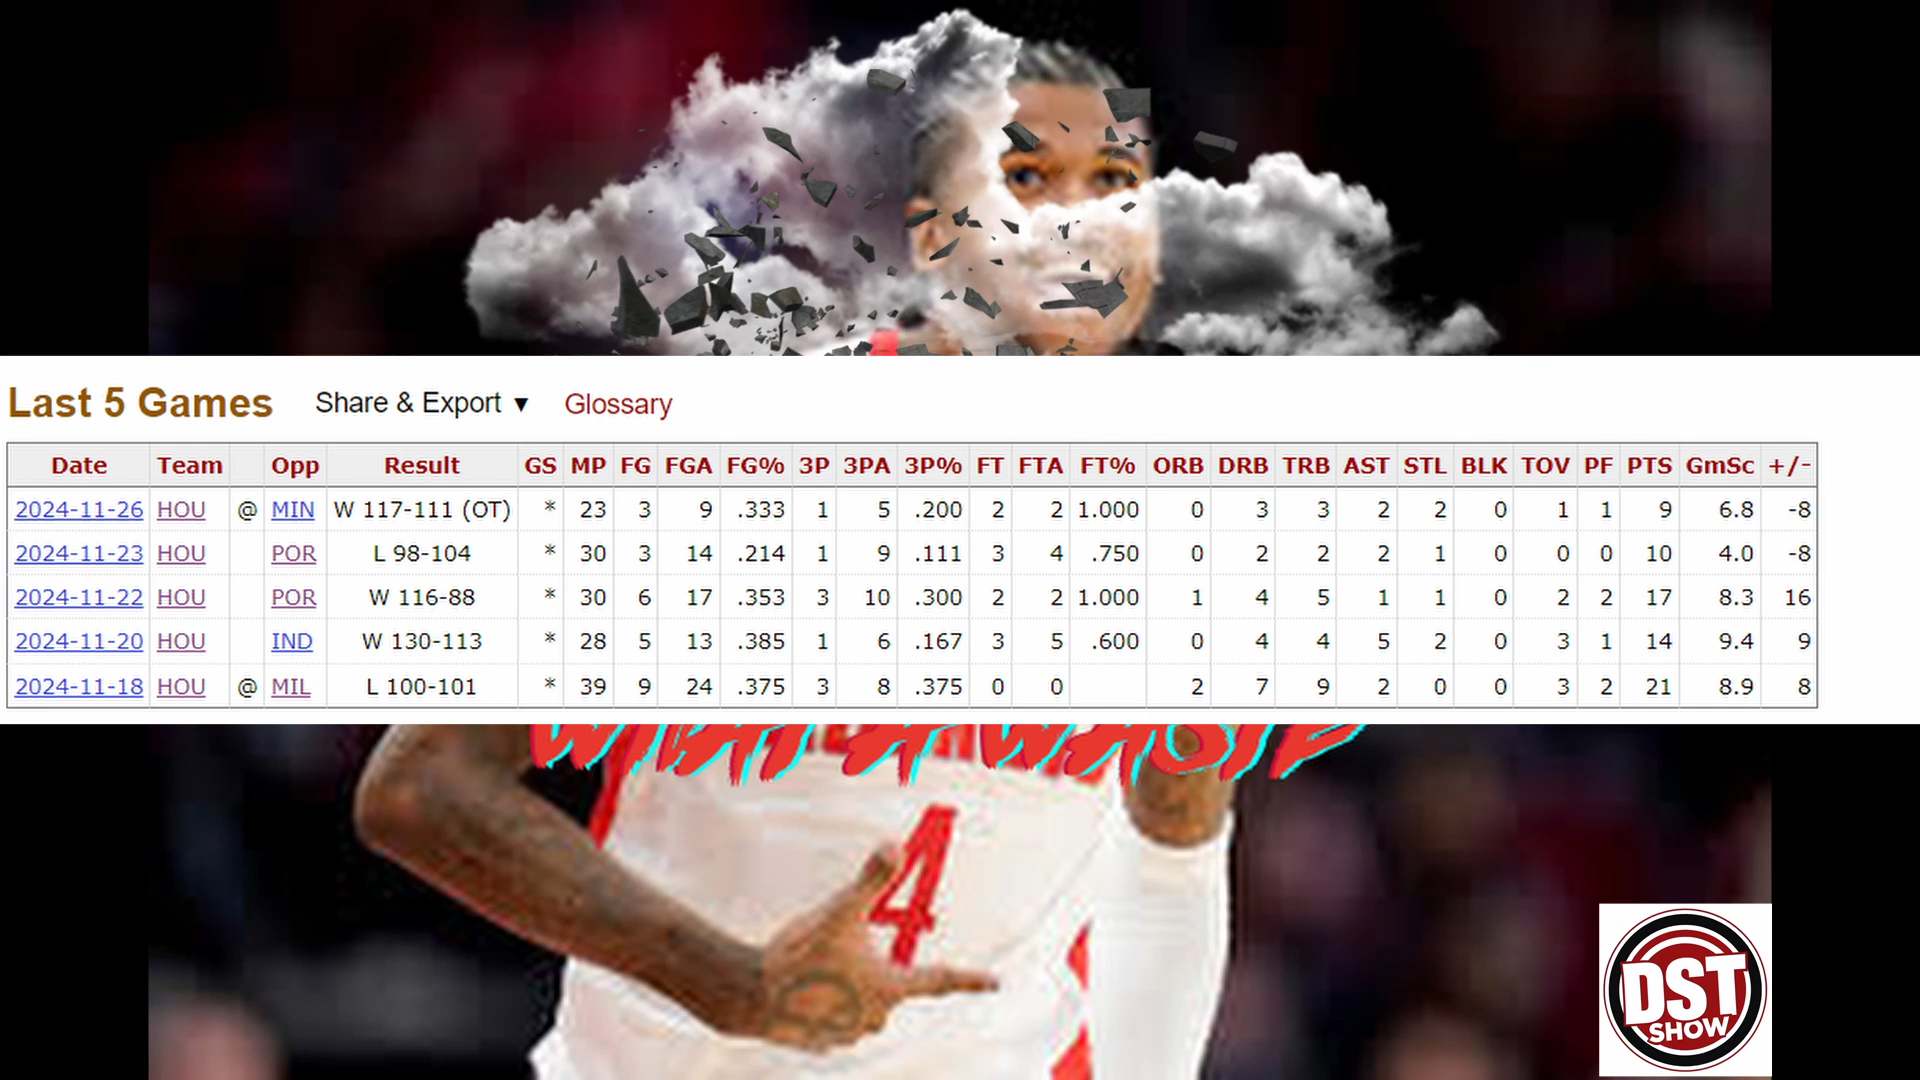 Last 5 Games Share & Export ▼ Glossary
Date Team Opp Result GS MP FG FGA FG% 3P 3PA 3P% FT FTA FT% ORB DRB TRB AST STL BLK TOV PF PTS GmSc +/-
2024-11-26 HOU @ MIN W 117-111 (OT) * 23 3 9 .333 1 5 .200 2 2 1.000 0 3 3 2 2 0 1 1 9 6.8 -8
2024-11-23 HOU POR L 98-104 * 30 3 14 .214 1 9 .111 3 4 .750 0 2 2 2 1 0 0 0 10 4.0 -8
2024-11-22 HOU POR W 116-88 * 30 6 17 .353 3 10 .300 2 2 1.000 1 4 5 1 1 0 2 2 17 8.3 16
2024-11-20 HOU IND W 130-113 * 28 5 13 .385 1 6 .167 3 5 .600 0 4 4 5 2 0 3 1 14 9.4 9
2024-11-18 HOU @ MIL L 100-101 * 39 9 24 .375 3 8 .375 0 0 2 7 9 2 0 0 3 2 21 8.9 8
WHAT A WASTE
4
DST
SHOW